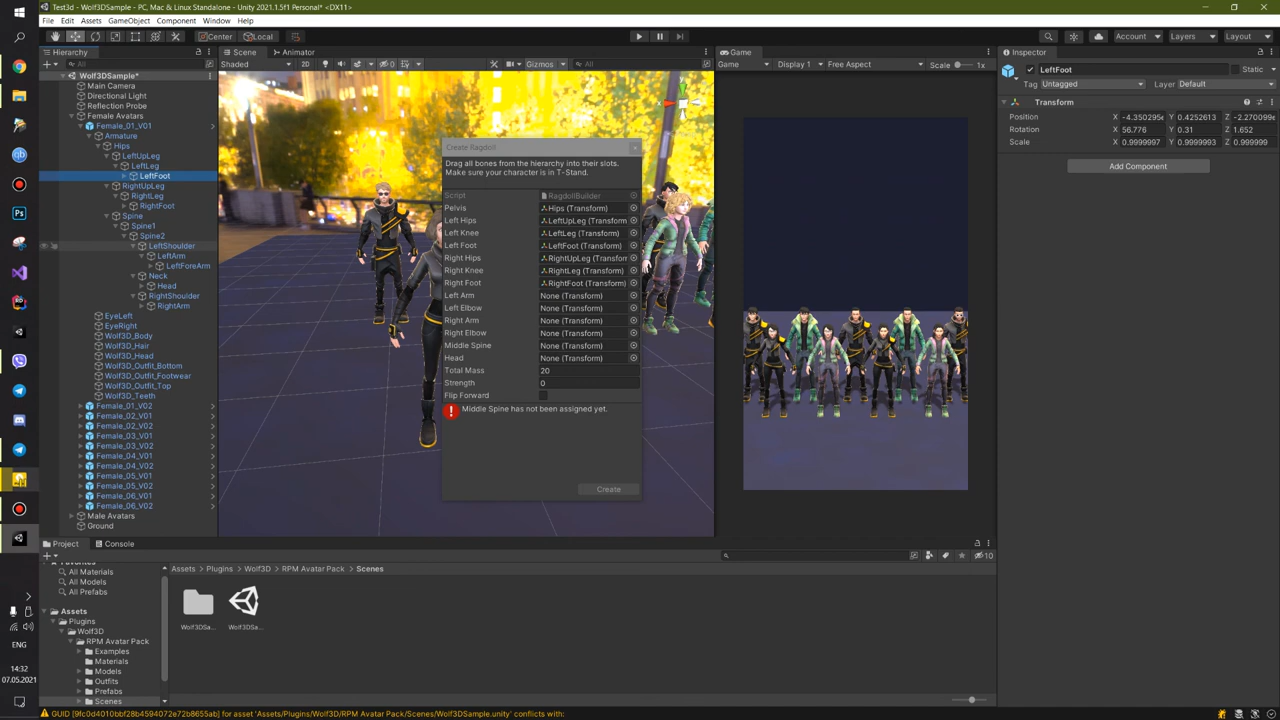 Test3d - Wolf3DSample - PC, Mac & Linux Standalone - Unity 2021.1.5f1 Personal* <DX11>
File Edit Assets GameObject Component Window Help
Center Local Account Layers Layout
Hierarchy
All
Wolf3DSample*
Main Camera
Directional Light
Reflection Probe
Female Avatars
Female_01_V01
Armature
Hips
LeftUpLeg
LeftLeg
LeftFoot
RightUpLeg
RightLeg
RightFoot
Spine
Spine1
Spine2
LeftShoulder
LeftArm
LeftForeArm
Neck
Head
RightShoulder
RightArm
EyeLeft
EyeRight
Wolf3D_Body
Wolf3D_Hair
Wolf3D_Head
Wolf3D_Outfit_Bottom
Wolf3D_Outfit_Footwear
Wolf3D_Outfit_Top
Wolf3D_Teeth
Female_01_V02
Female_02_V01
Female_02_V02
Female_03_V01
Female_03_V02
Female_04_V01
Female_04_V02
Female_05_V01
Female_05_V02
Female_06_V01
Female_06_V02
Male Avatars
Ground
Scene Animator
Shaded 2D 0 Gizmos All
Create Ragdoll
Drag all bones from the hierarchy into their slots.
Make sure your character is in T-Stand.
Script RagdollBuilder
Pelvis Hips (Transform)
Left Hips LeftUpLeg (Transform
Left Knee LeftLeg (Transform)
Left Foot LeftFoot (Transform)
Right Hips RightUpLeg (Transform
Right Knee RightLeg (Transform)
Right Foot RightFoot (Transform)
Left Arm None (Transform)
Left Elbow None (Transform)
Right Arm None (Transform)
Right Elbow None (Transform)
Middle Spine None (Transform)
Head None (Transform)
Total Mass 20
Strength 0
Flip Forward
Middle Spine has not been assigned yet.
Create
Game
Game Display 1 Free Aspect Scale 1x
Inspector
LeftFoot Static
Tag Untagged Layer Default
Transform
Position X -4.350295e Y 0.4252613 Z -2.270099e
Rotation X 56.776 Y 0.31 Z 1.652
Scale X 0.9999997 Y 0.9999993 Z 0.999999
Add Component
Project Console
10
Favorites
All Materials
All Models
All Prefabs
Assets
Plugins
Wolf3D
RPM Avatar Pack
Examples
Materials
Models
Outfits
Prefabs
Scenes
Assets > Plugins > Wolf3D > RPM Avatar Pack > Scenes
Wolf3DSa... Wolf3DSa...
ENG
14:32
07.05.2021
GUID [9fc0d4010bbf28b4594072e72b8655ab] for asset 'Assets/Plugins/Wolf3D/RPM Avatar Pack/Scenes/Wolf3DSample.unity' conflicts with: